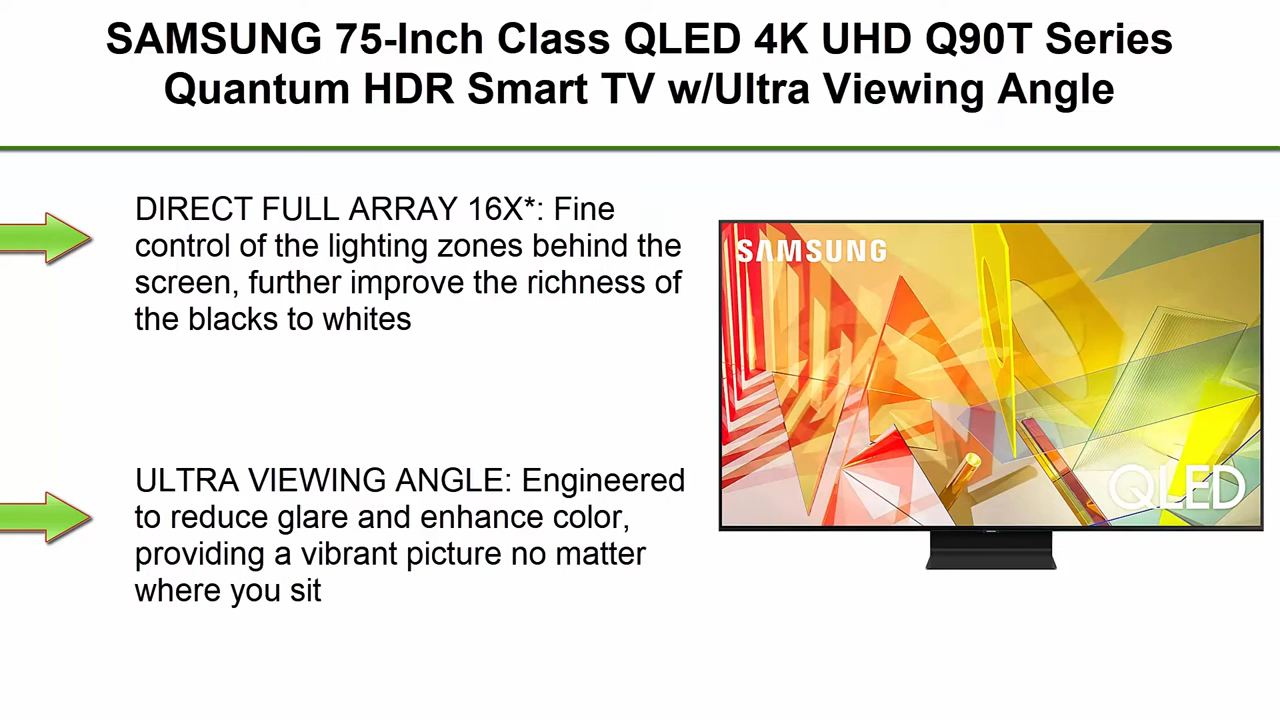 SAMSUNG 75-Inch Class QLED 4K UHD Q90T Series
Quantum HDR Smart TV w/Ultra Viewing Angle
DIRECT FULL ARRAY 16X*: Fine
control of the lighting zones behind the
screen, further improve the richness of
the blacks to whites
ULTRA VIEWING ANGLE: Engineered
to reduce glare and enhance color,
providing a vibrant picture no matter
where you sit
SAMSUNG
QLED